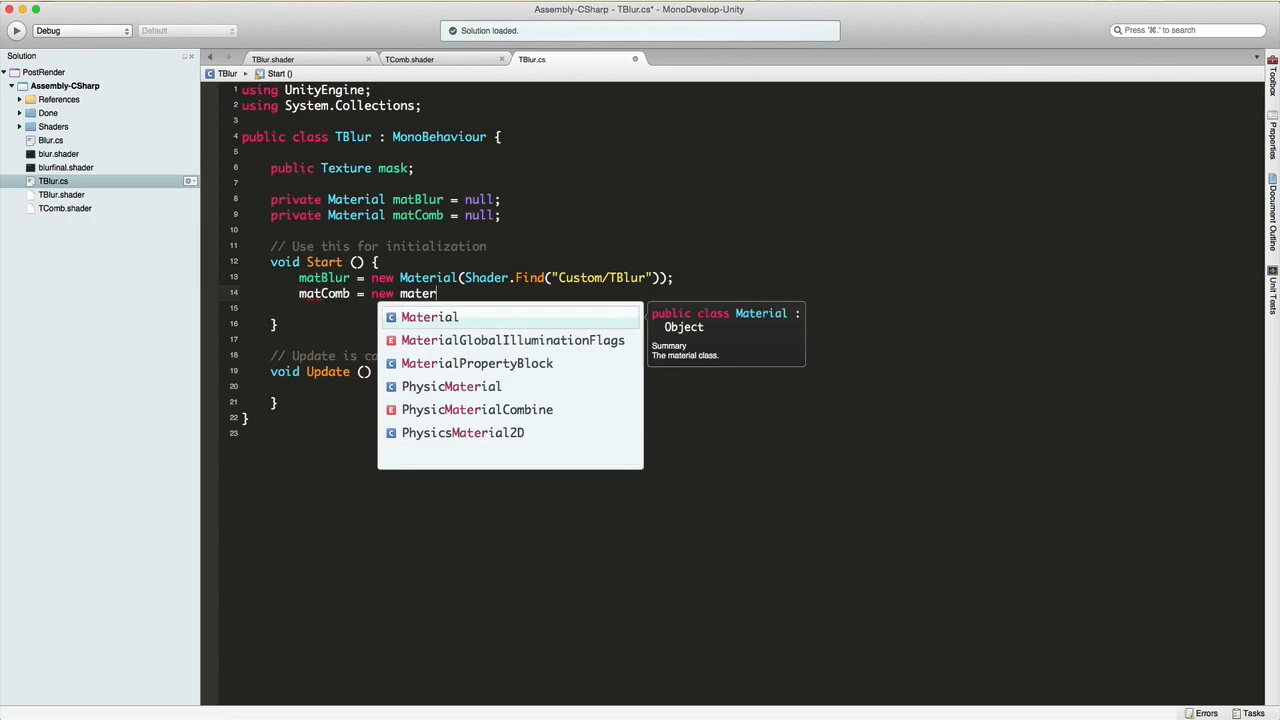 Assembly-CSharp - TBlur.cs* - MonoDevelop-Unity
Debug
Default
Solution loaded.
Press '⌘.' to search
Solution
TBlur.shader
TComb.shader
TBlur.cs
TBlur
Start ()
PostRender
Assembly-CSharp
References
Done
Shaders
Blur.cs
blur.shader
blurfinal.shader
TBlur.cs
TBlur.shader
TComb.shader
1 using UnityEngine;
2 using System.Collections;
3
4 public class TBlur : MonoBehaviour {
5
6 public Texture mask;
7
8 private Material matBlur = null;
9 private Material matComb = null;
10
11 // Use this for initialization
12 void Start () {
13 matBlur = new Material(Shader.Find("Custom/TBlur"));
14 matComb = new mater
15
16 }
17
18 // Update is ca
19 void Update ()
20
21 }
22 }
23
Material
MaterialGlobalIlluminationFlags
MaterialPropertyBlock
PhysicMaterial
PhysicMaterialCombine
PhysicsMaterial2D
public class Material :
Object
Summary
The material class.
Toolbox
Properties
Document Outline
Unit Tests
Errors
Tasks